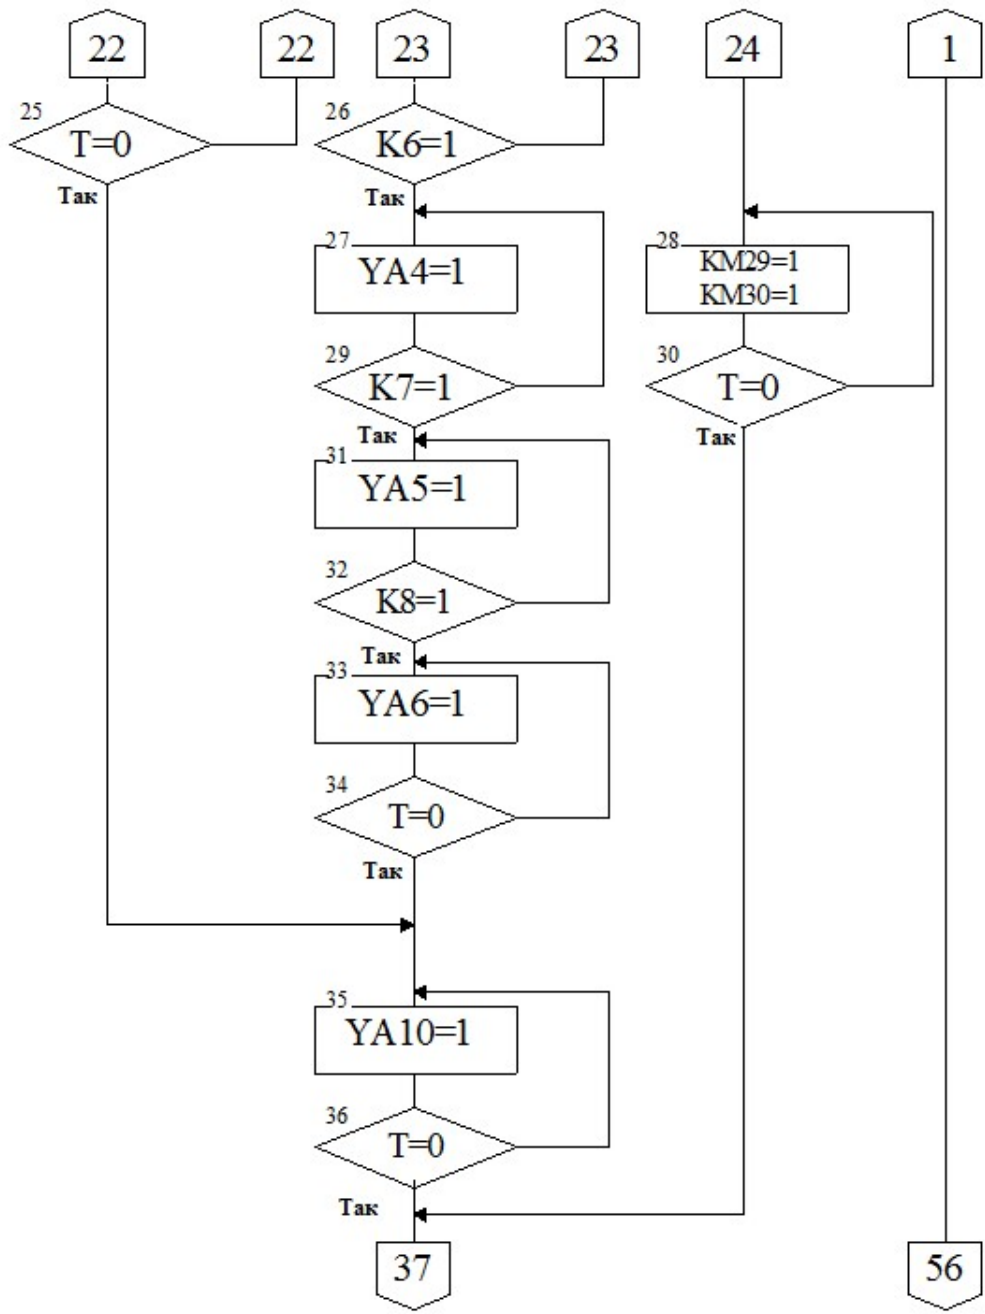 22
22
23
23
24
1
25
T=0
Так
26
K6=1
Так
27
YA4=1
28
KM29=1
KM30=1
29
K7=1
Так
30
T=0
Так
31
YA5=1
32
K8=1
Так
33
YA6=1
34
T=0
Так
35
YA10=1
36
T=0
Так
37
56